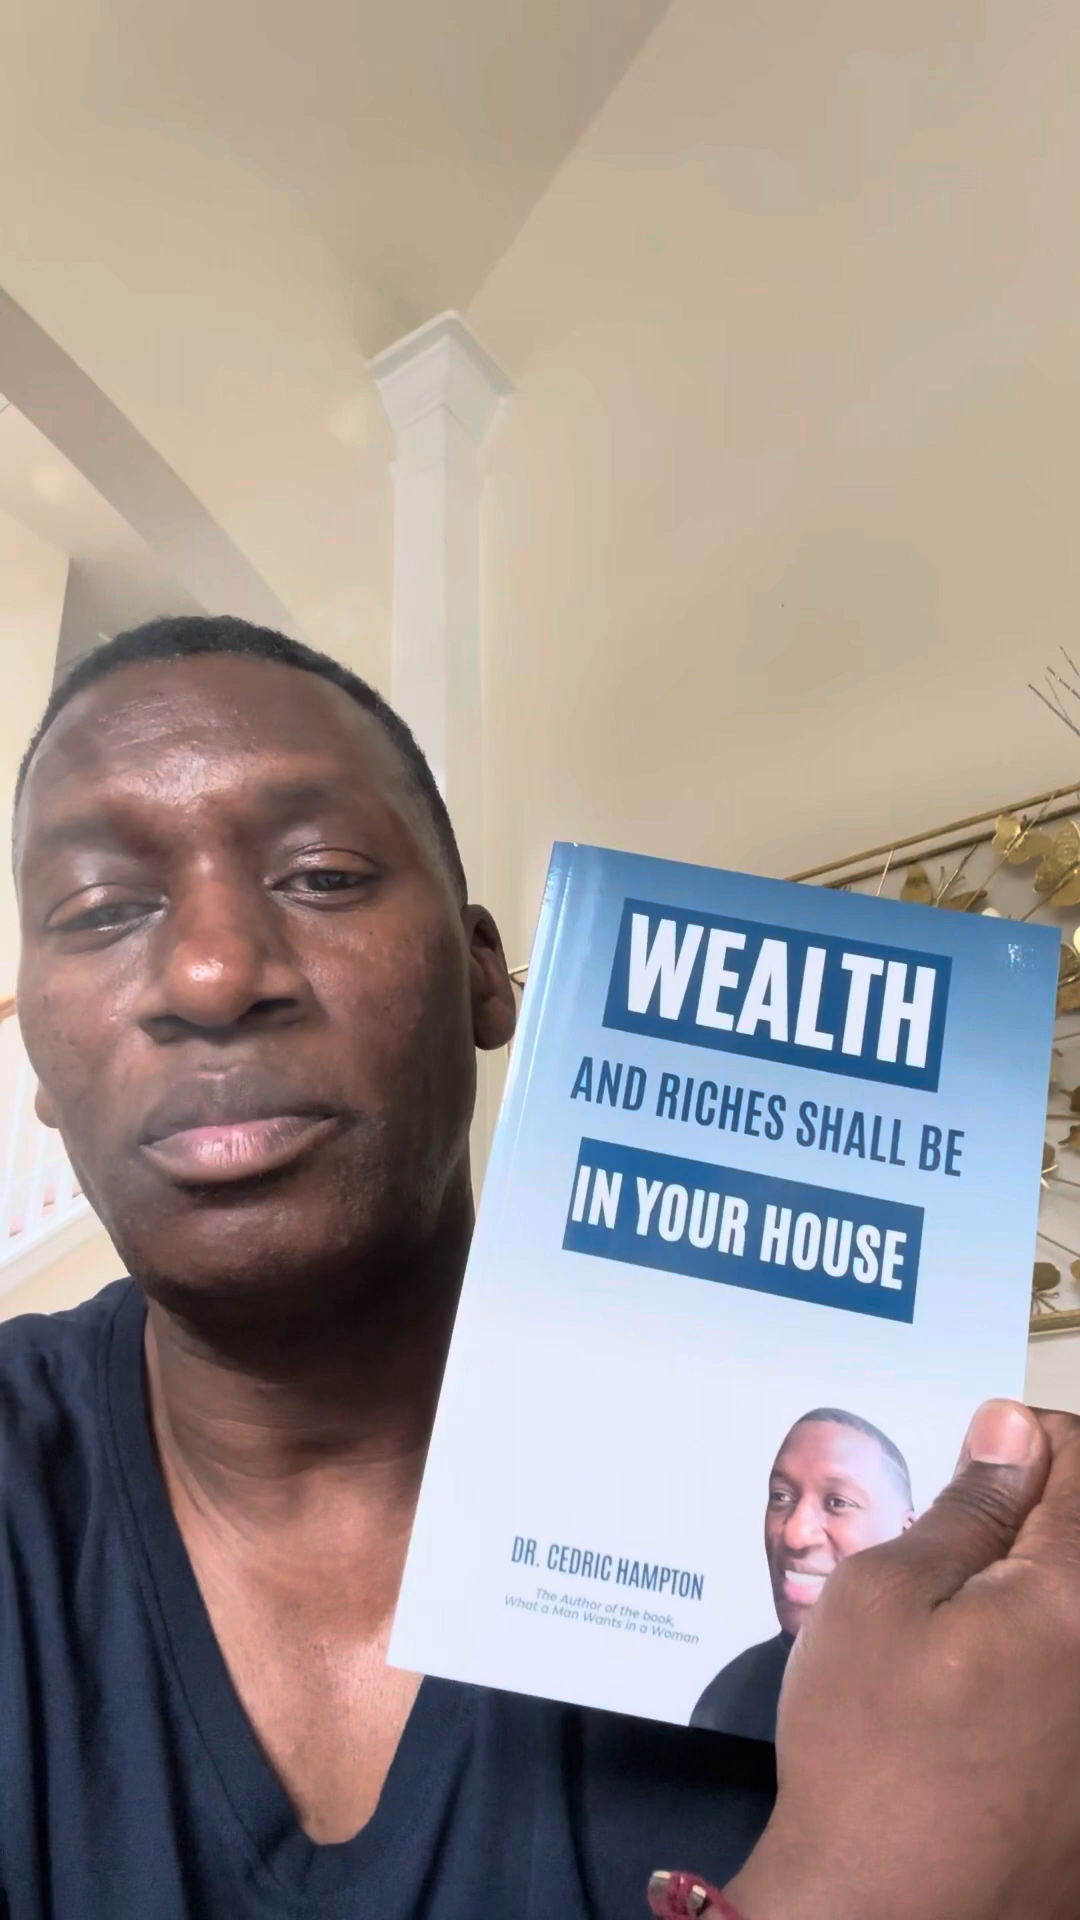 WEALTH
AND RICHES SHALL BE
IN YOUR HOUSE
DR. CEDRIC HAMPTON
The Author of the book,
What a Man Wants in a Woman